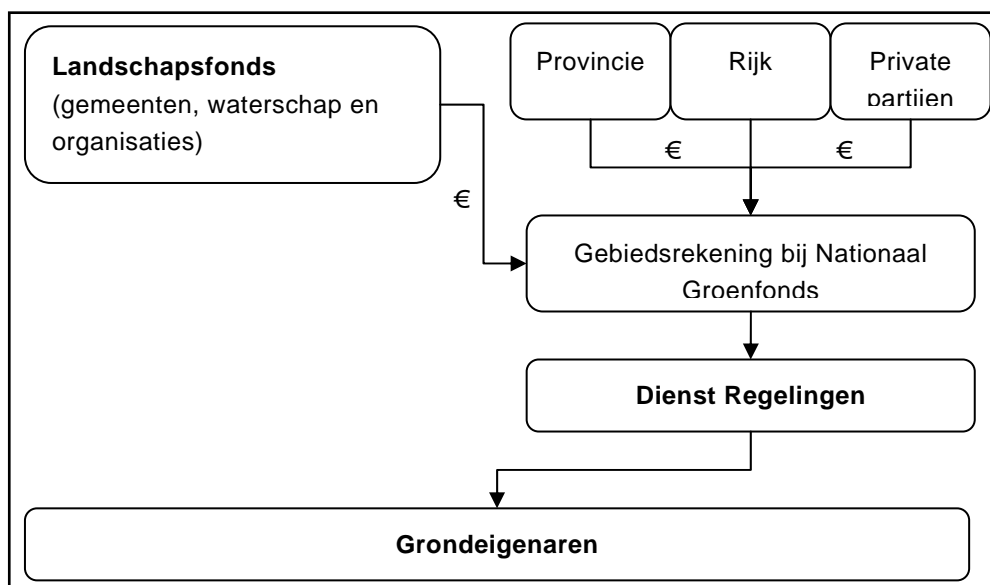 Landschapsfonds
(gemeenten, waterschap en
organisaties)
Provincie
Rijk
Private
partijen
€
€
€
Gebiedsrekening bij Nationaal
Groenfonds
Dienst Regelingen
Grondeigenaren